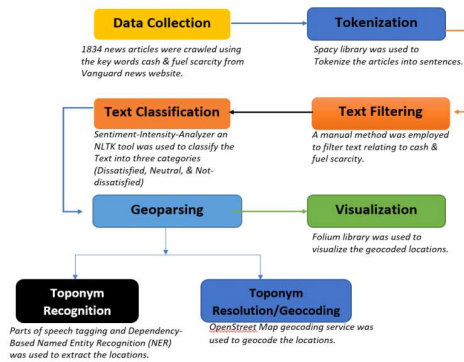 Data Collection
Tokenization
1834 news articles were crawled using
the key words cash & fuel scarcity from
Vanguard news website.
Spacy library was used to
Tokenize the articles into sentences.
Text Classification
Text Filtering
Sentiment-Intensity-Analyzer an
NLTK tool was used to classify the
Text into three categories
(Dissatisfied, Neutral, & Not-
dissatisfied)
A manual method was employed
to filter text relating to cash &
fuel scarcity.
Geoparsing
Visualization
Folium library was used to
visualize the geocoded locations.
Toponym
Recognition
Toponym
Resolution/Geocoding
Parts of speech tagging and Dependency-
Based Named Entity Recognition (NER)
was used to extract the locations.
OpenStreet Map geocoding service was
used to geocode the locations.